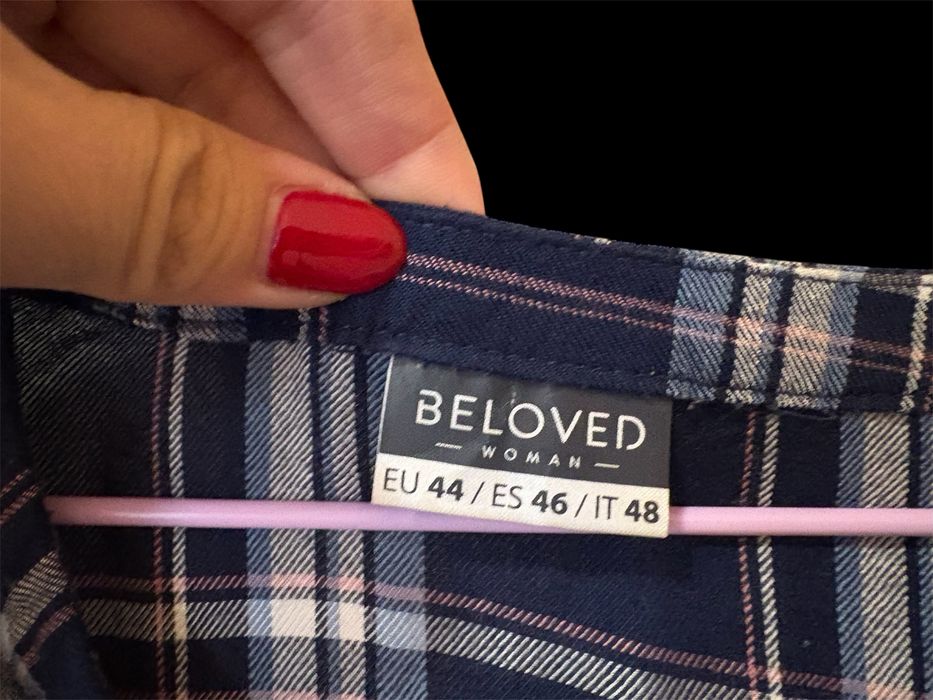 BELOVED
WOMAN
EU 44 / ES 46 / IT 48